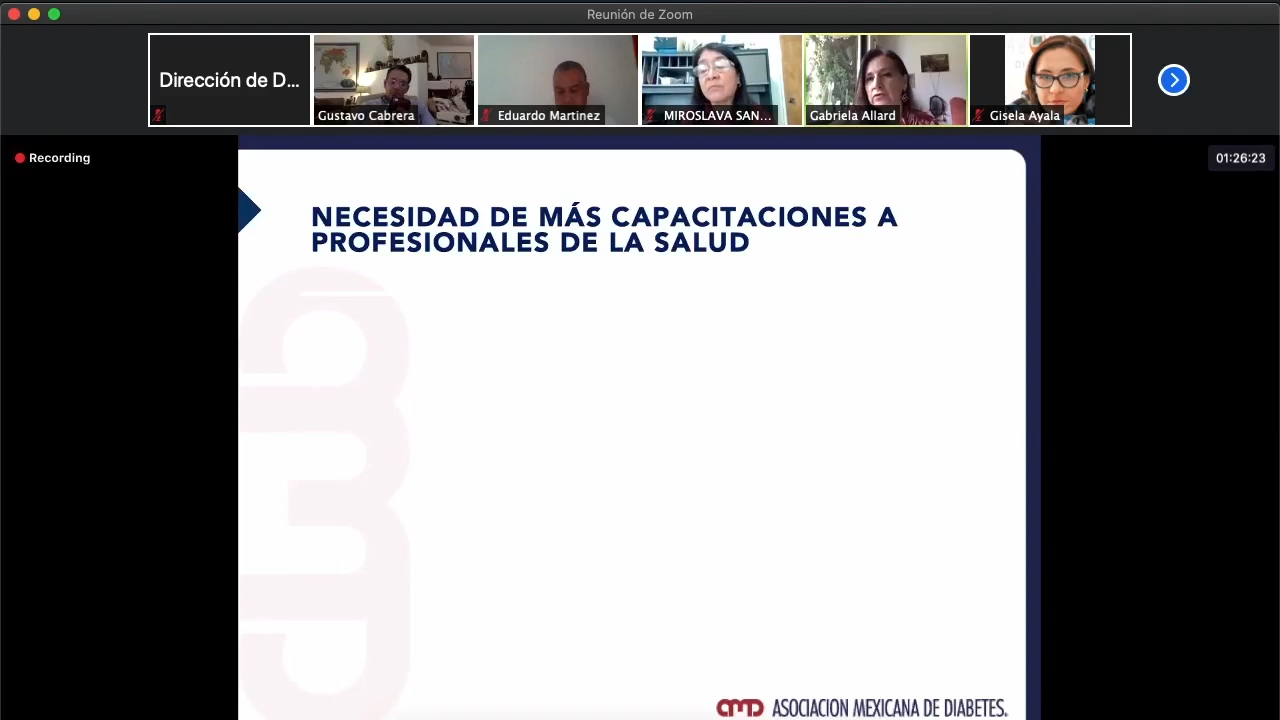 Reunión de Zoom
Dirección de D...
Gustavo Cabrera
Eduardo Martinez
MIROSLAVA SAN...
Gabriela Allard
Gisela Ayala
Recording
01:26:23
NECESIDAD DE MÁS CAPACITACIONES A
PROFESIONALES DE LA SALUD
amd ASOCIACION MEXICANA DE DIABETES.